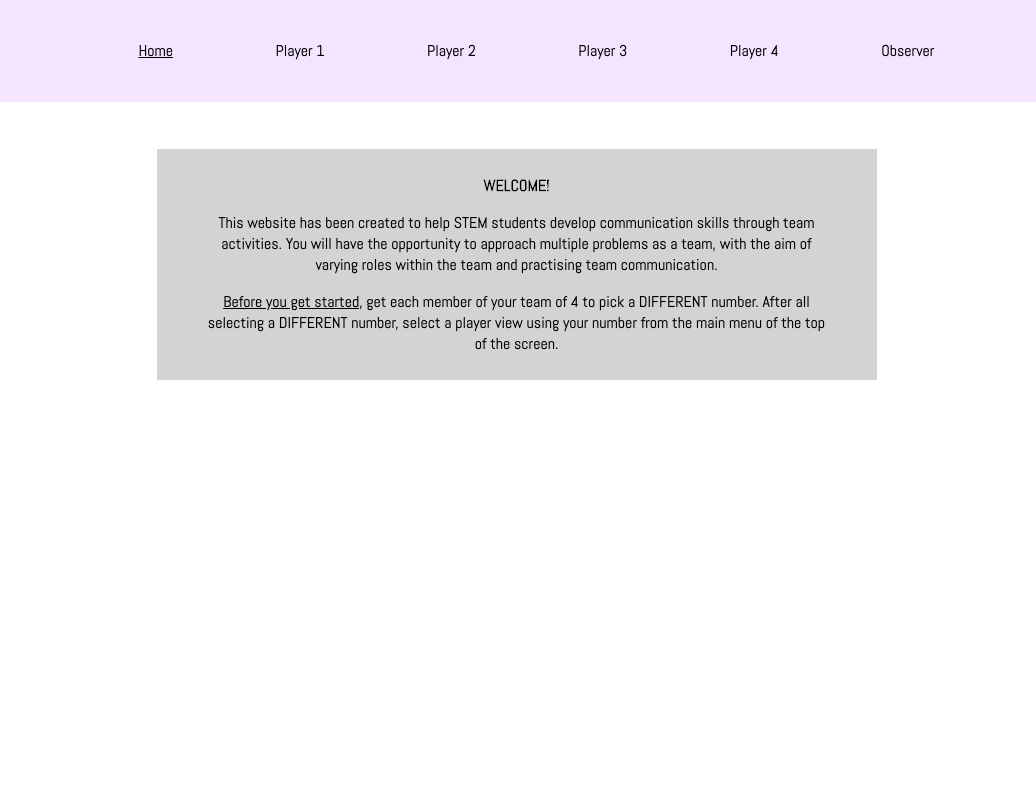 Home Player 1 Player 2 Player 3 Player 4 Observer
WELCOME!
This website has been created to help STEM students develop communication skills through team
activities. You will have the opportunity to approach multiple problems as a team, with the aim of
varying roles within the team and practising team communication.
Before you get started, get each member of your team of 4 to pick a DIFFERENT number. After all
selecting a DIFFERENT number, select a player view using your number from the main menu of the top
of the screen.